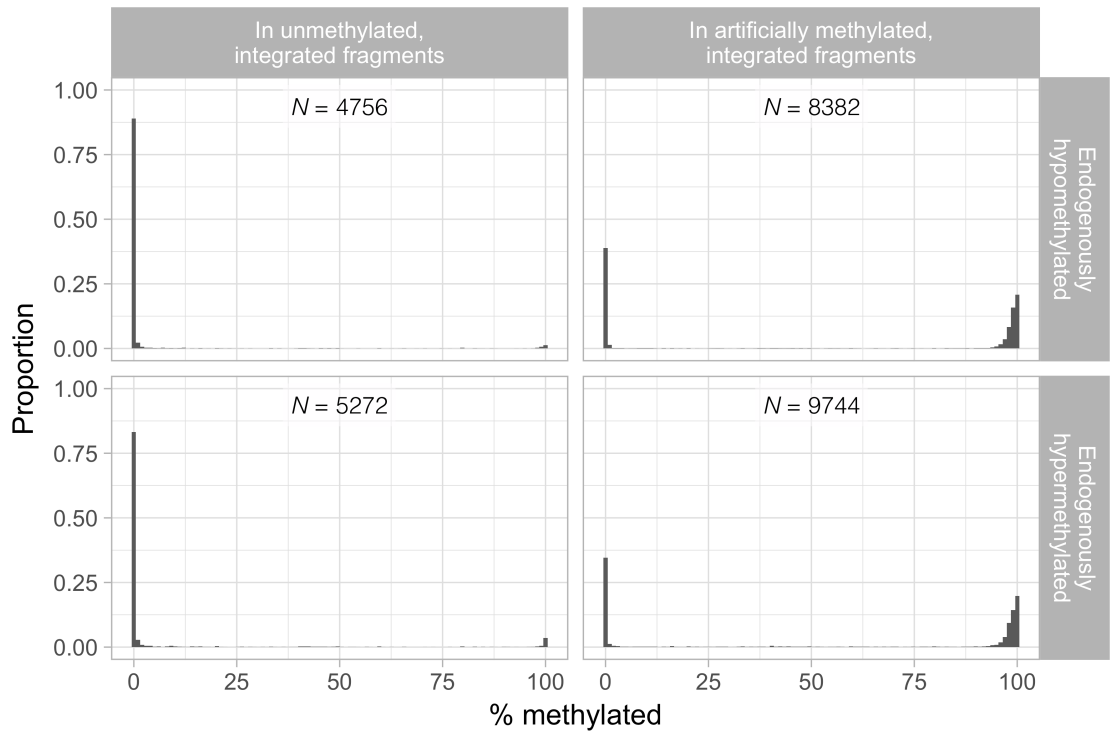 In unmethylated,
integrated fragments
In artificially methylated,
integrated fragments
N = 4756
N = 8382
Endogenously
hypomethylated
1.00
0.75
0.50
0.25
0.00
Proportion
N = 5272
N = 9744
Endogenously
hypermethylated
1.00
0.75
0.50
0.25
0.00
0 25 50 75 100
0 25 50 75 100
% methylated